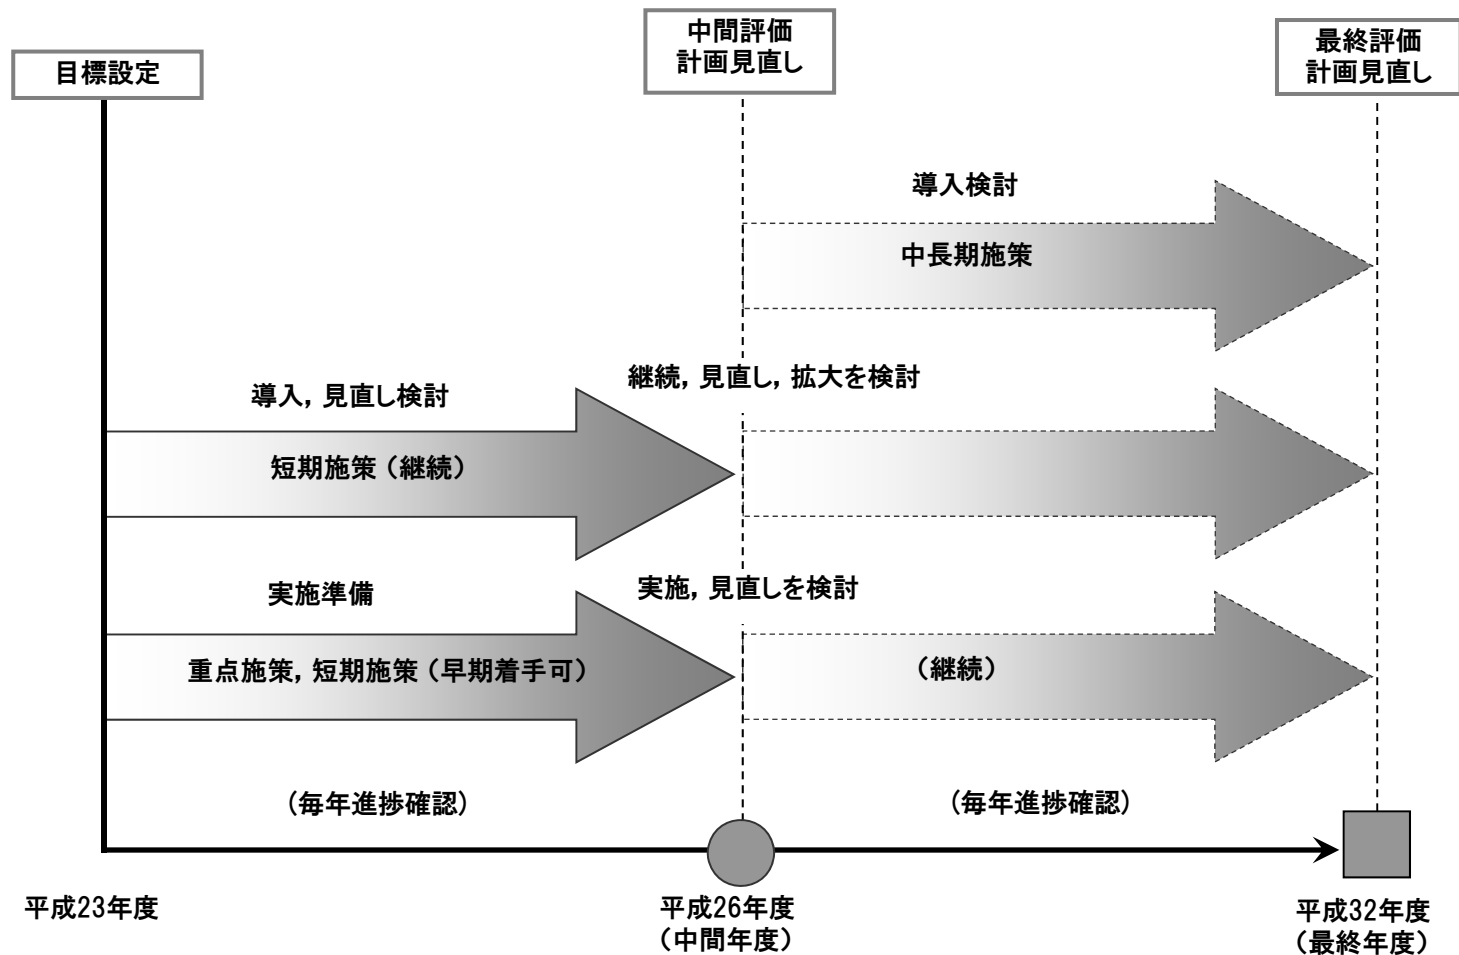 目標設定
中間評価
計画見直し
最終評価
計画見直し
導入検討
中長期施策
導入，見直し検討
継続，見直し，拡大を検討
短期施策（継続）
実施準備
実施，見直しを検討
重点施策，短期施策（早期着手可）
（継続）
（毎年進捗確認）
（毎年進捗確認）
平成23年度
平成26年度
（中間年度）
平成32年度
（最終年度）